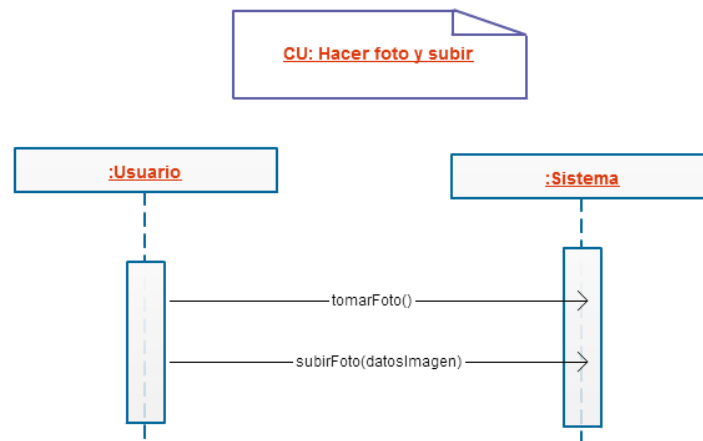 CU: Hacer foto y subir
:Usuario
:Sistema
tomarFoto()
subirFoto(datosImagen)